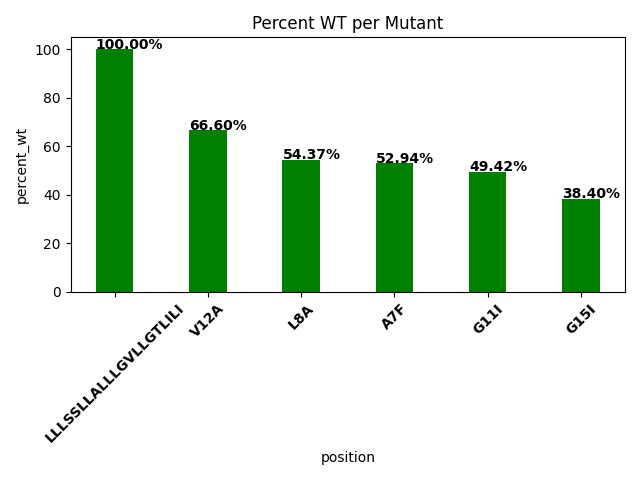 Percent WT per Mutant
percent_wt
100
80
60
40
20
0
100.00%
66.60%
54.37%
52.94%
49.42%
38.40%
LLLSSLLALLLGVLLGTLILI
V12A
L8A
A7F
G11I
G15I
position